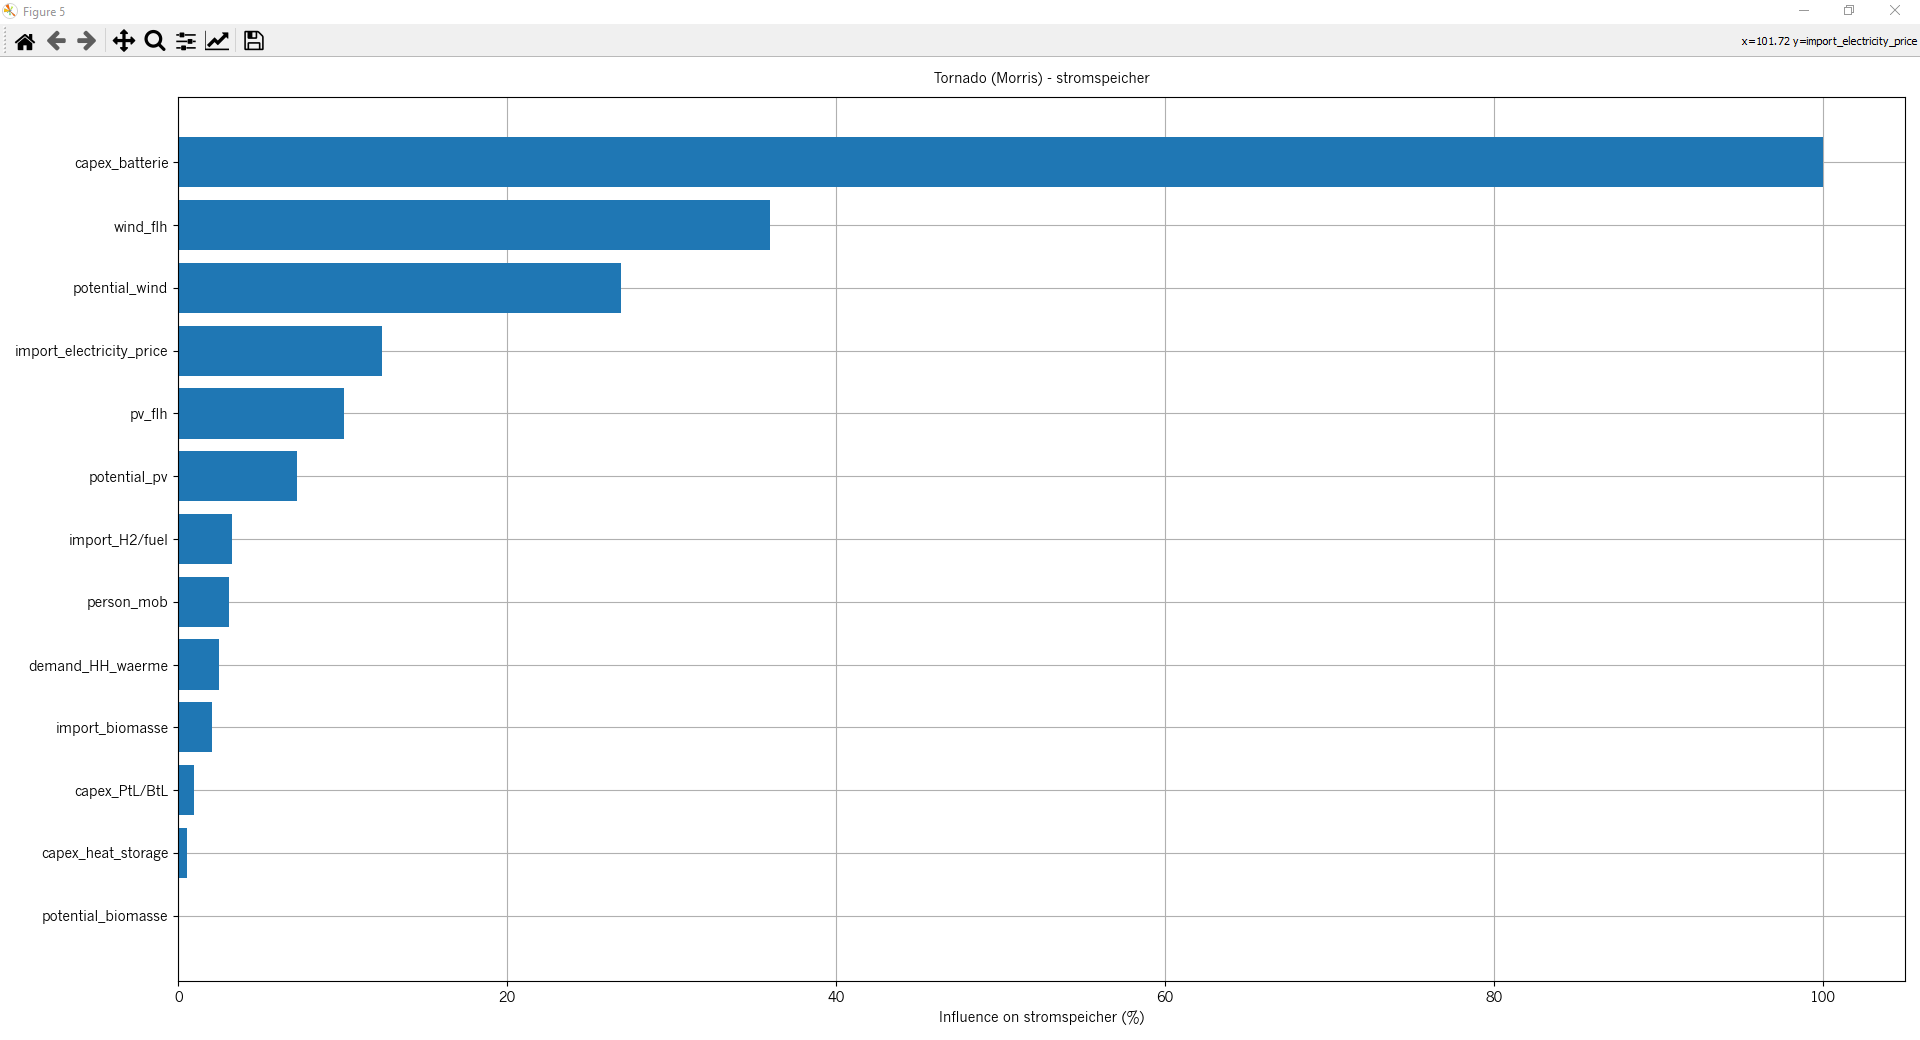 Figure 5
x=101.72 y=import_electricity_price
Tornado (Morris) - stromspeicher
capex_batterie
wind_flh
potential_wind
import_electricity_price
pv_flh
potential_pv
import_H2/fuel
person_mob
demand_HH_waerme
import_biomasse
capex_PtL/BtL
capex_heat_storage
potential_biomasse
0 20 40 60 80 100
Influence on stromspeicher (%)